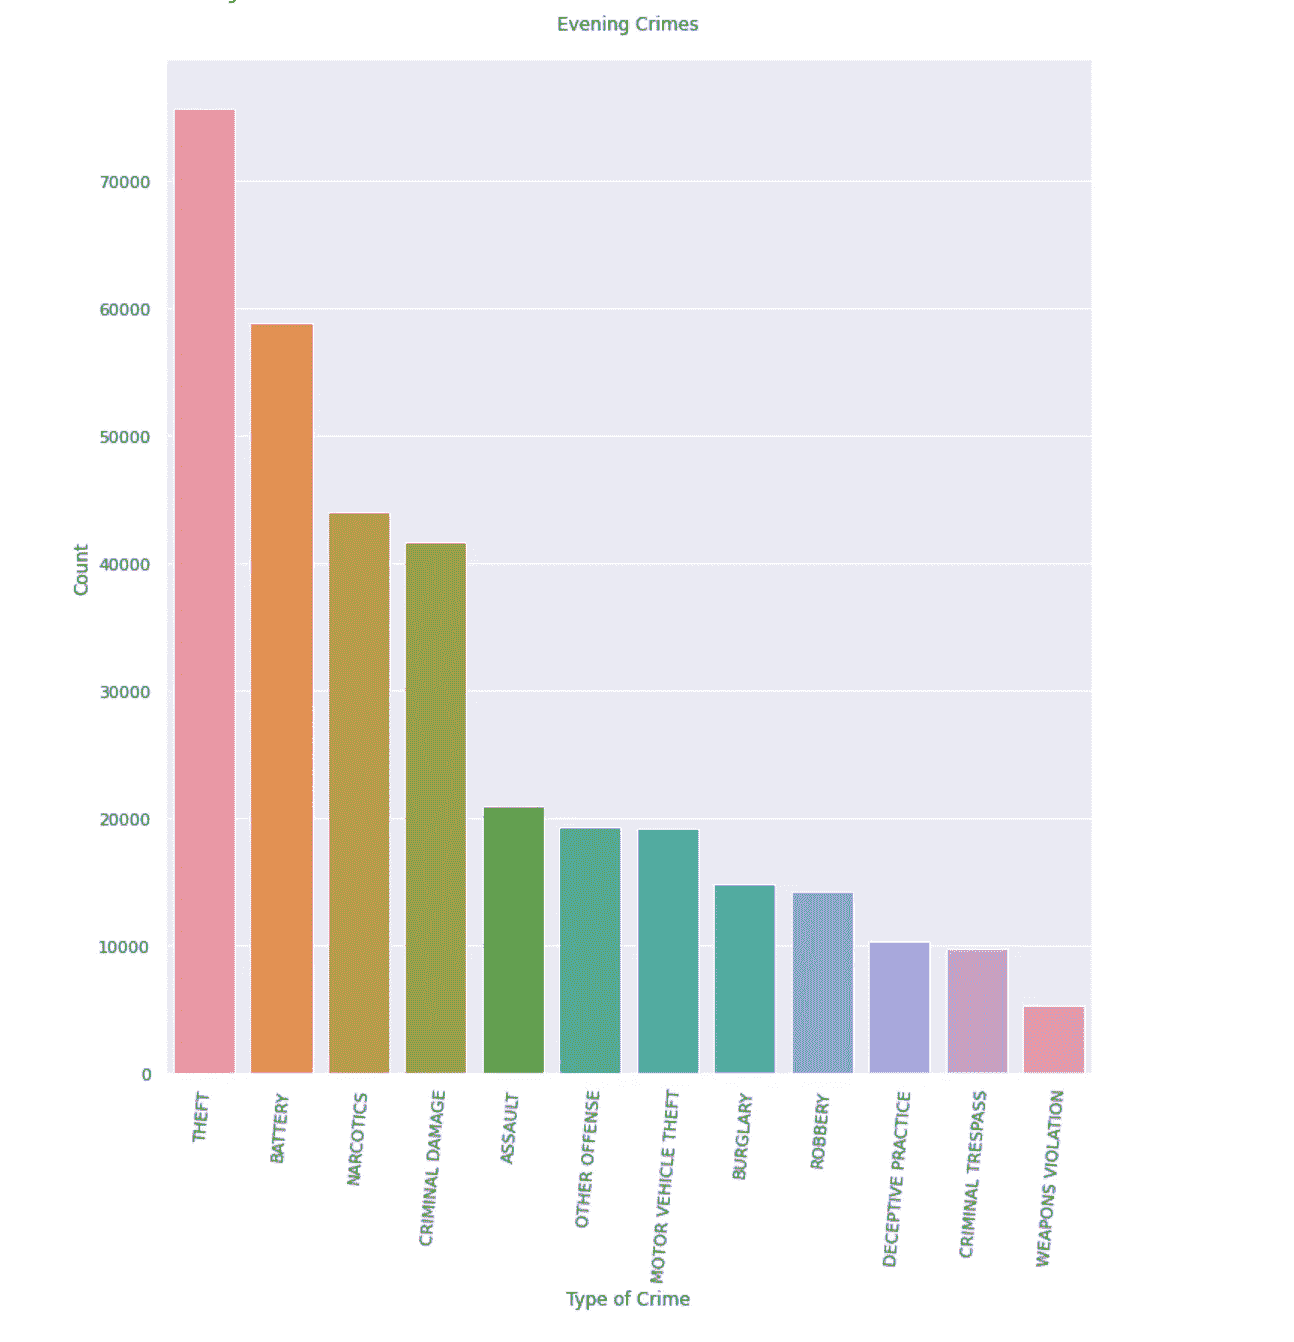 Evening Crimes
70000
60000
50000
40000
30000
20000
10000
0
Count
THEFT
BATTERY
NARCOTICS
CRIMINAL DAMAGE
ASSAULT
OTHER OFFENSE
MOTOR VEHICLE THEFT
BURGLARY
ROBBERY
DECEPTIVE PRACTICE
CRIMINAL TRESPASS
WEAPONS VIOLATION
Type of Crime